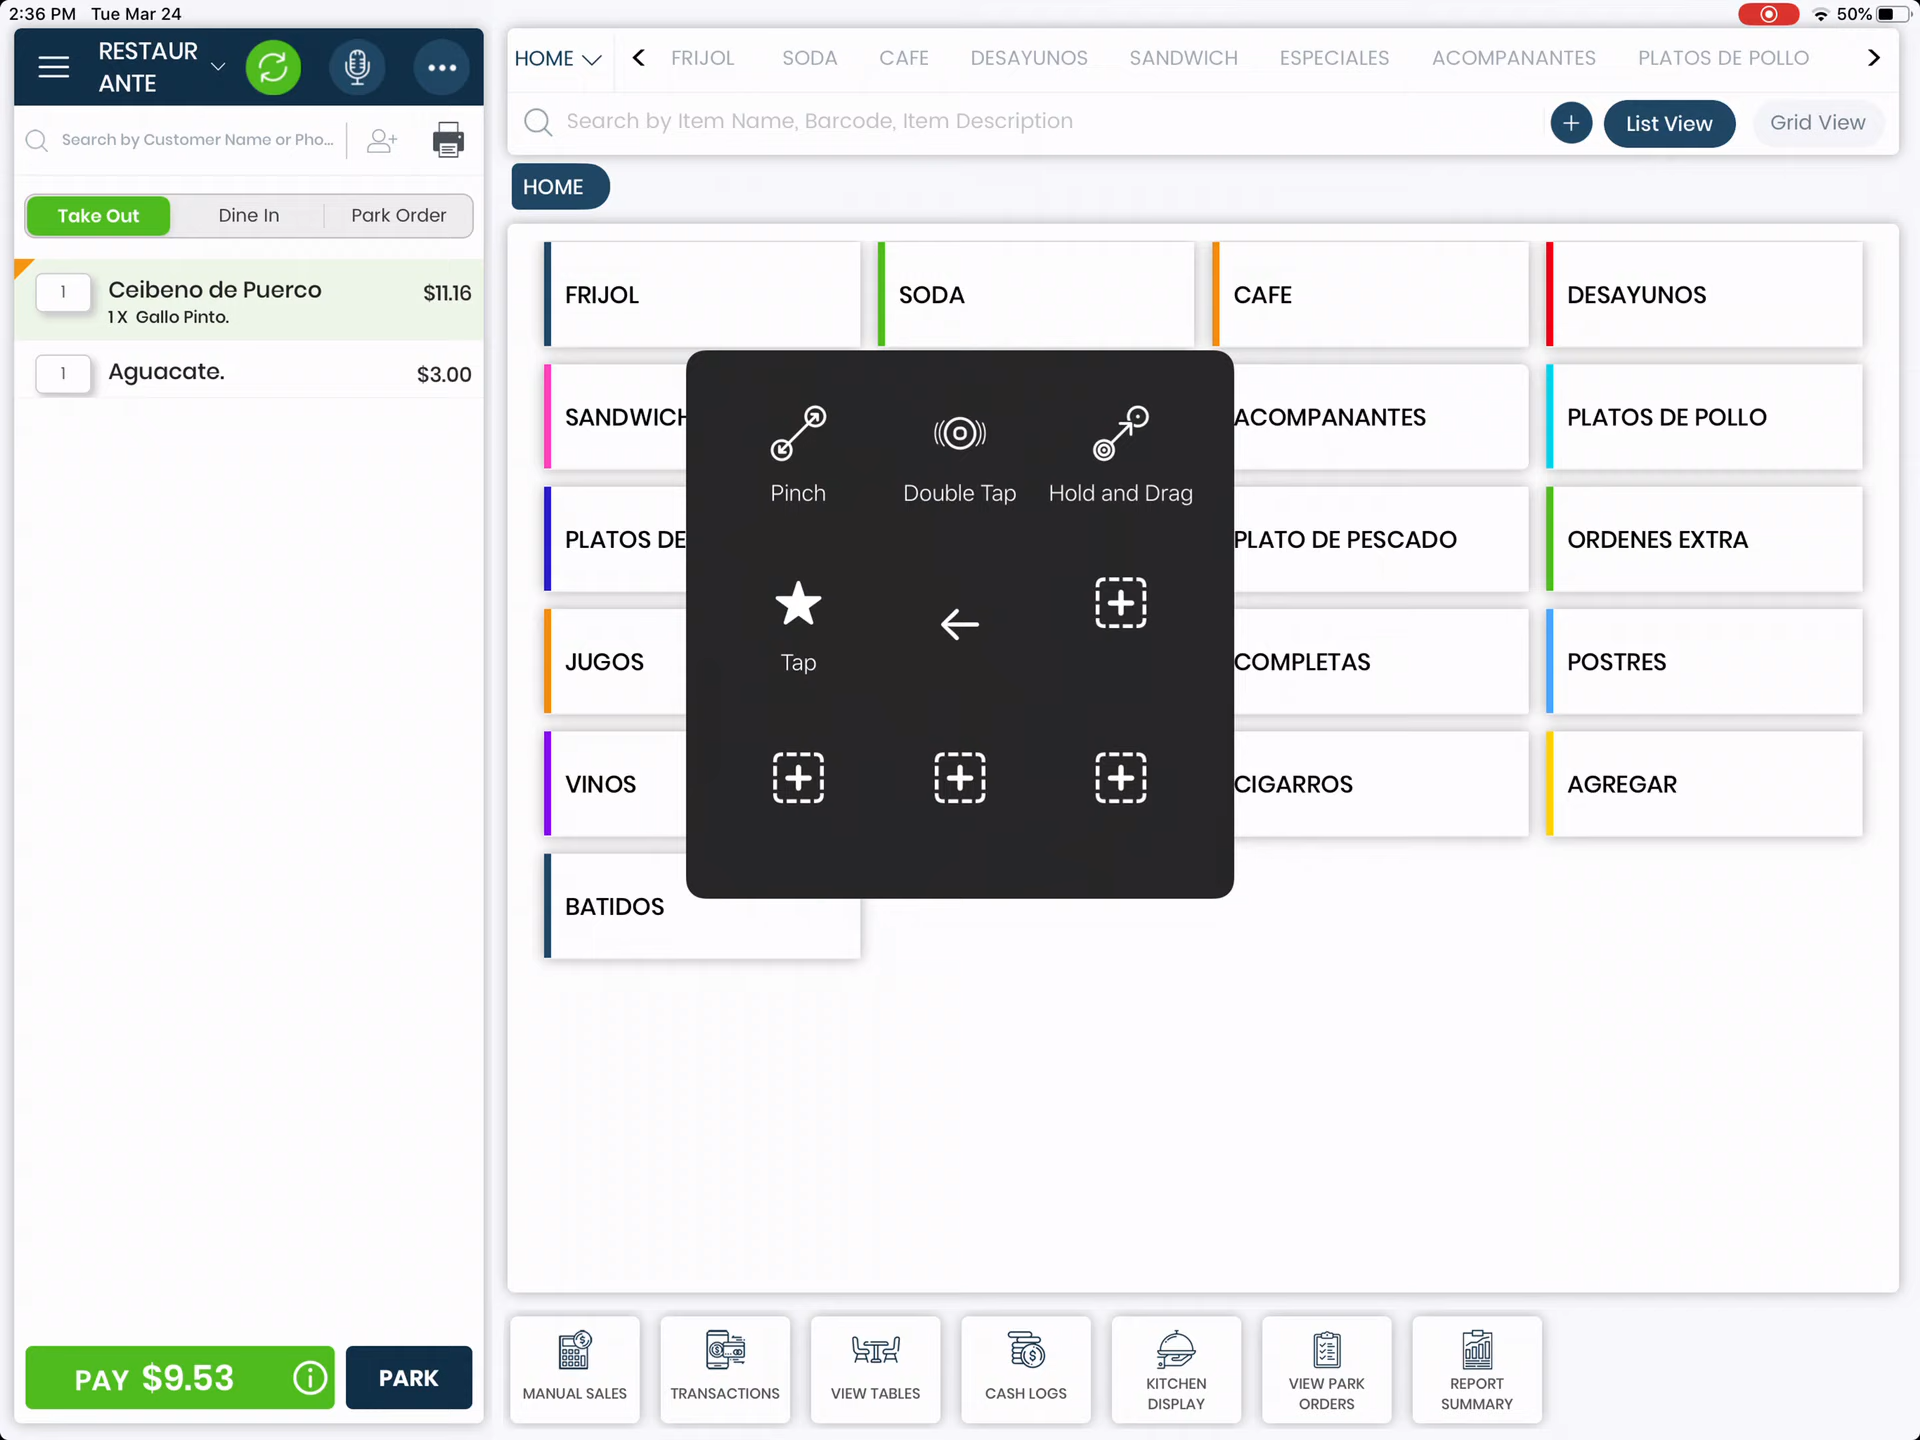 2:36 PM Tue Mar 24
50%
RESTAUR
ANTE
Search by Customer Name or Pho...
Take Out
Dine In
Park Order
1
Ceibeno de Puerco
$11.16
1 X Gallo Pinto.
1
Aguacate.
$3.00
PAY $9.53
PARK
HOME
FRIJOL
SODA
CAFE
DESAYUNOS
SANDWICH
ESPECIALES
ACOMPANANTES
PLATOS DE POLLO
Search by Item Name, Barcode, Item Description
List View
Grid View
HOME
FRIJOL
SODA
CAFE
DESAYUNOS
SANDWICH
ACOMPANANTES
PLATOS DE POLLO
PLATOS DE
PLATO DE PESCADO
ORDENES EXTRA
JUGOS
COMPLETAS
POSTRES
VINOS
CIGARROS
AGREGAR
BATIDOS
Pinch
Double Tap
Hold and Drag
Tap
MANUAL SALES
TRANSACTIONS
VIEW TABLES
CASH LOGS
KITCHEN
DISPLAY
VIEW PARK
ORDERS
REPORT
SUMMARY